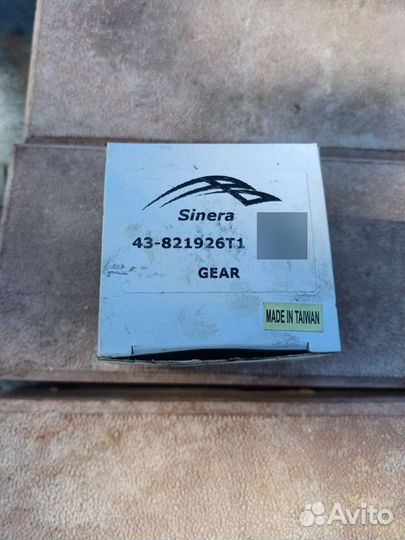 Sinera
43-821926T1
GEAR
MADE IN TAIWAN
Avito